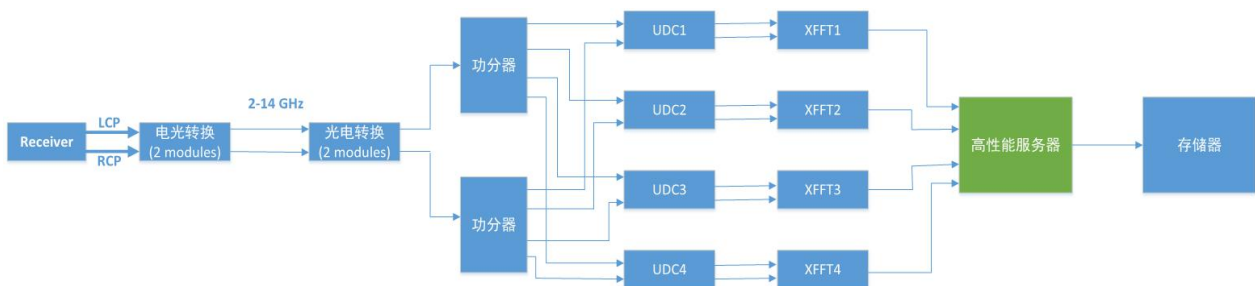 Receiver
LCP
RCP
电光转换
(2 modules)
2-14 GHz
光电转换
(2 modules)
功分器
功分器
UDC1
XFFT1
UDC2
XFFT2
UDC3
XFFT3
UDC4
XFFT4
高性能服务器
存储器